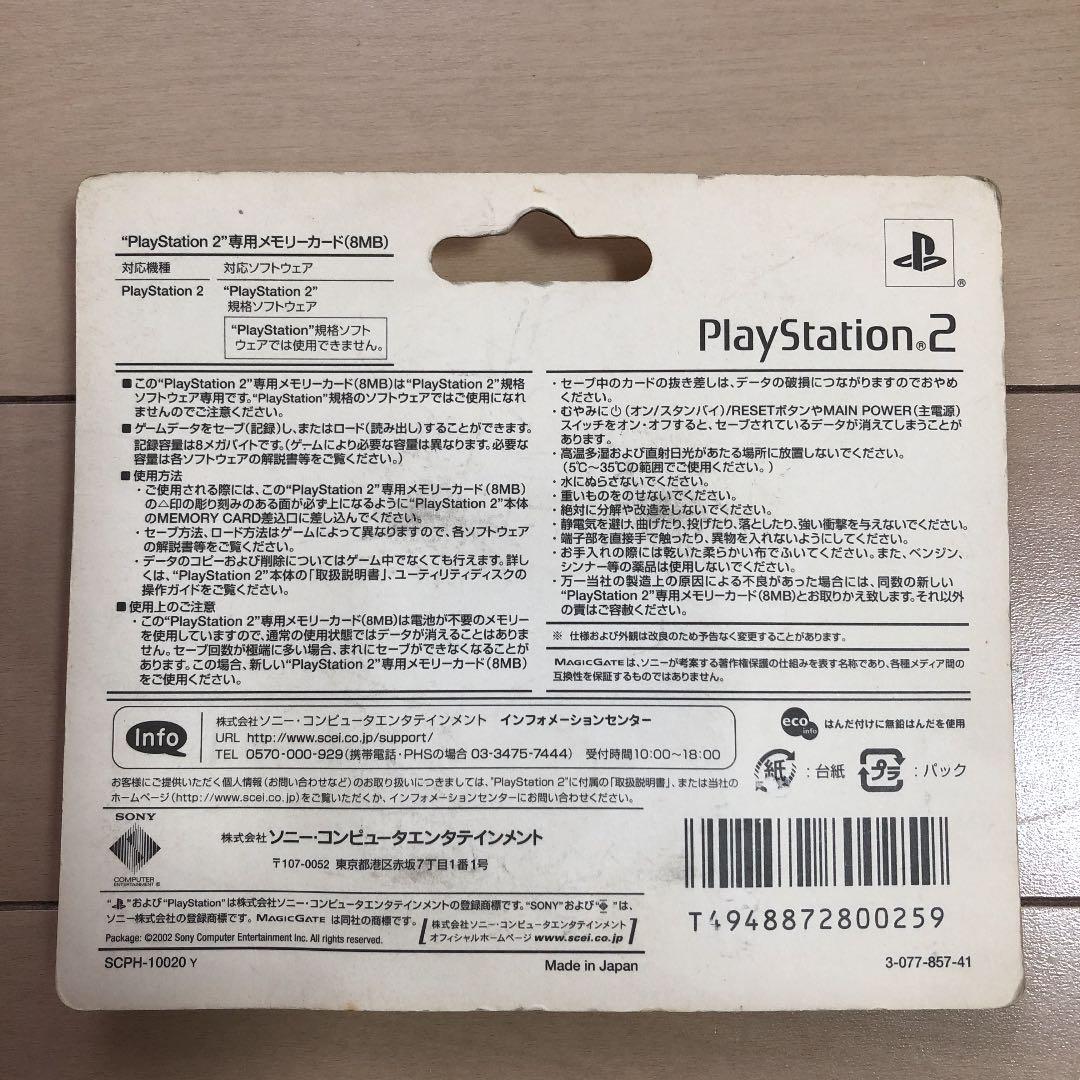 “PlayStation 2”専用メモリーカード(8MB)
対応機種 対応ソフトウェア
PlayStation 2 “PlayStation 2”
規格ソフトウェア
“PlayStation”規格ソフト
ウェアでは使用できません。
PlayStation®2
■この“PlayStation 2”専用メモリーカード(8MB)は“PlayStation 2”規格
ソフトウェア専用です。“PlayStation”規格のソフトウェアではご使用になれ
ませんのでご注意ください。
■ゲームデータをセーブ(記録)し、またはロード(読み出し)することができます。
記録容量は8メガバイトです。(ゲームにより必要な容量は異なります。必要な
容量は各ソフトウェアの解説書等をご覧ください。)
■使用方法
・ご使用される際には、この“PlayStation 2”専用メモリーカード(8MB)
の△印の彫り刻みのある面が必ず上になるように“PlayStation 2”本体
のMEMORY CARD差込口に差し込んでください。
・セーブ方法、ロード方法はゲームによって異なりますので、各ソフトウェア
の解説書等をご覧ください。
・データのコピーおよび削除についてはゲーム中でなくても行えます。詳し
くは、“PlayStation 2”本体の「取扱説明書」、ユーティリティディスクの
操作ガイドをご覧ください。
■使用上のご注意
・この“PlayStation 2”専用メモリーカード(8MB)は電池が不要のメモリー
を使用していますので、通常の使用状態ではデータが消えることはありま
せん。セーブ回数が極端に多い場合、まれにセーブができなくなることが
あります。この場合、新しい“PlayStation 2”専用メモリーカード(8MB)
をご使用ください。
・セーブ中のカードの抜き差しは、データの破損につながりますのでおやめ
ください。
・むやみに⏻(オン/スタンバイ)/RESETボタンやMAIN POWER(主電源)
スイッチをオン・オフすると、セーブされているデータが消えてしまうことが
あります。
・高温多湿および直射日光があたる場所に放置しないでください。
(5℃～35℃の範囲でご使用ください。)
・水にぬらさないでください。
・重いものをのせないでください。
・絶対に分解や改造をしないでください。
・静電気を避け、曲げたり、投げたり、落としたり、強い衝撃を与えないでください。
・端子部を直接手で触ったり、異物を入れないようにしてください。
・お手入れの際には乾いた柔らかい布でふいてください。また、ベンジン、
シンナー等の薬品は使用しないでください。
・万一当社の製造上の原因による不良があった場合には、同数の新しい
“PlayStation 2”専用メモリーカード(8MB)とお取りかえ致します。それ以外
の責はご容赦ください。
※ 仕様および外観は改良のため予告なく変更することがあります。
MAGICGATEは、ソニーが考案する著作権保護の仕組みを表す名称であり、各種メディア間の
互換性を保証するものではありません。
Info
株式会社ソニー・コンピュータエンタテインメント インフォメーションセンター
URL http://www.scei.co.jp/support/
TEL 0570-000-929(携帯電話・PHSの場合 03-3475-7444) 受付時間10:00～18:00
eco info はんだ付けに無鉛はんだを使用
紙 :台紙 プラ :パック
お客様にご提供いただく個人情報(お問い合わせなど)のお取り扱いにつきましては、“PlayStation 2”に付属の「取扱説明書」、または当社の
ホームページ(http://www.scei.co.jp)をご覧いただくか、インフォメーションセンターにお問い合わせください。
SONY
COMPUTER
ENTERTAINMENT®
株式会社ソニー・コンピュータエンタテインメント
〒107-0052 東京都港区赤坂7丁目1番1号
T4948872800259
“ ”および“PlayStation”は株式会社ソニー・コンピュータエンタテインメントの登録商標です。“SONY”および“ ”は、
ソニー株式会社の登録商標です。MAGICGATE は同社の商標です。
株式会社ソニー・コンピュータエンタテインメント
オフィシャルホームページ www.scei.co.jp
Package: ©2002 Sony Computer Entertainment Inc. All rights reserved.
SCPH-10020 Y
Made in Japan
3-077-857-41